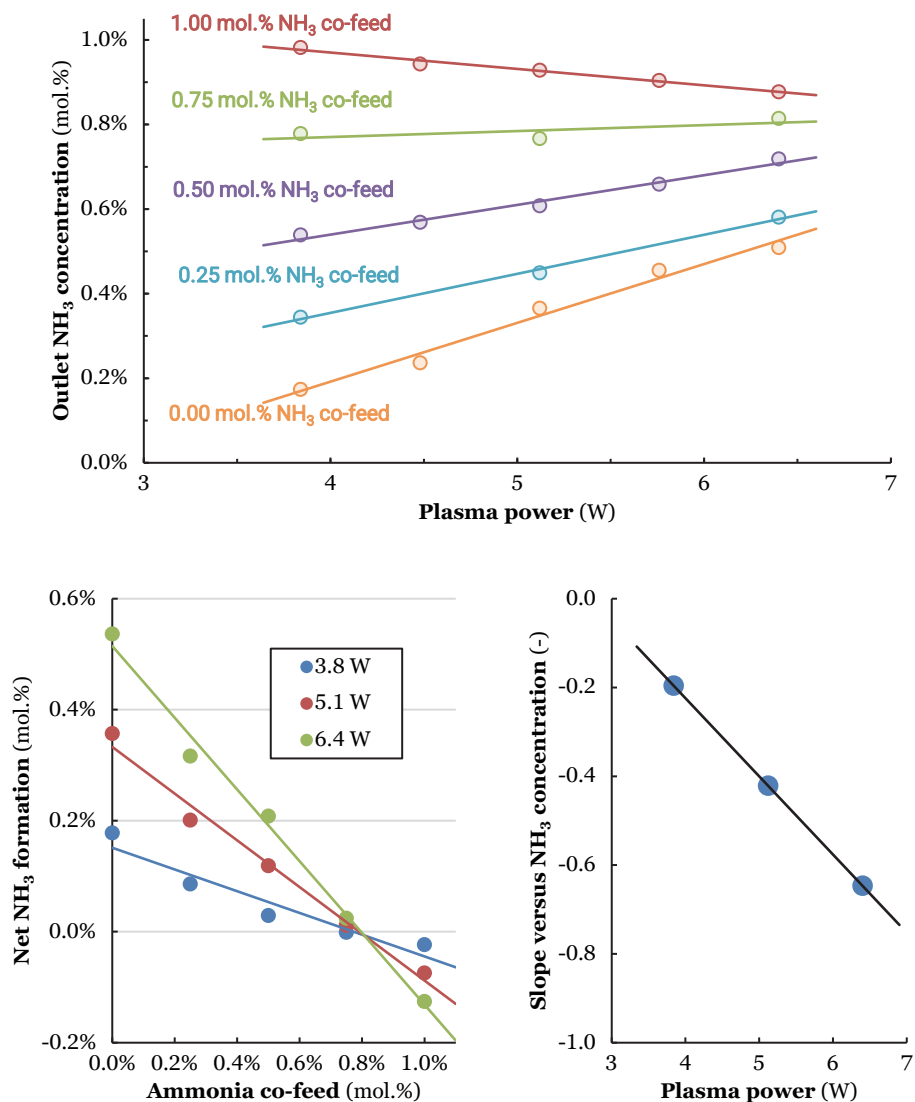 1.00 mol.% NH₃ co-feed
0.75 mol.% NH₃ co-feed
0.50 mol.% NH₃ co-feed
0.25 mol.% NH₃ co-feed
0.00 mol.% NH₃ co-feed
Outlet NH₃ concentration (mol.%)
1.0%
0.8%
0.6%
0.4%
0.2%
0.0%
3 4 5 6 7
Plasma power (W)
Net NH₃ formation (mol.%)
0.6%
0.4%
0.2%
0.0%
-0.2%
3.8 W
5.1 W
6.4 W
0.0% 0.2% 0.4% 0.6% 0.8% 1.0%
Ammonia co-feed (mol.%)
Slope versus NH₃ concentration (-)
0.0
-0.2
-0.4
-0.6
-0.8
-1.0
3 4 5 6 7
Plasma power (W)